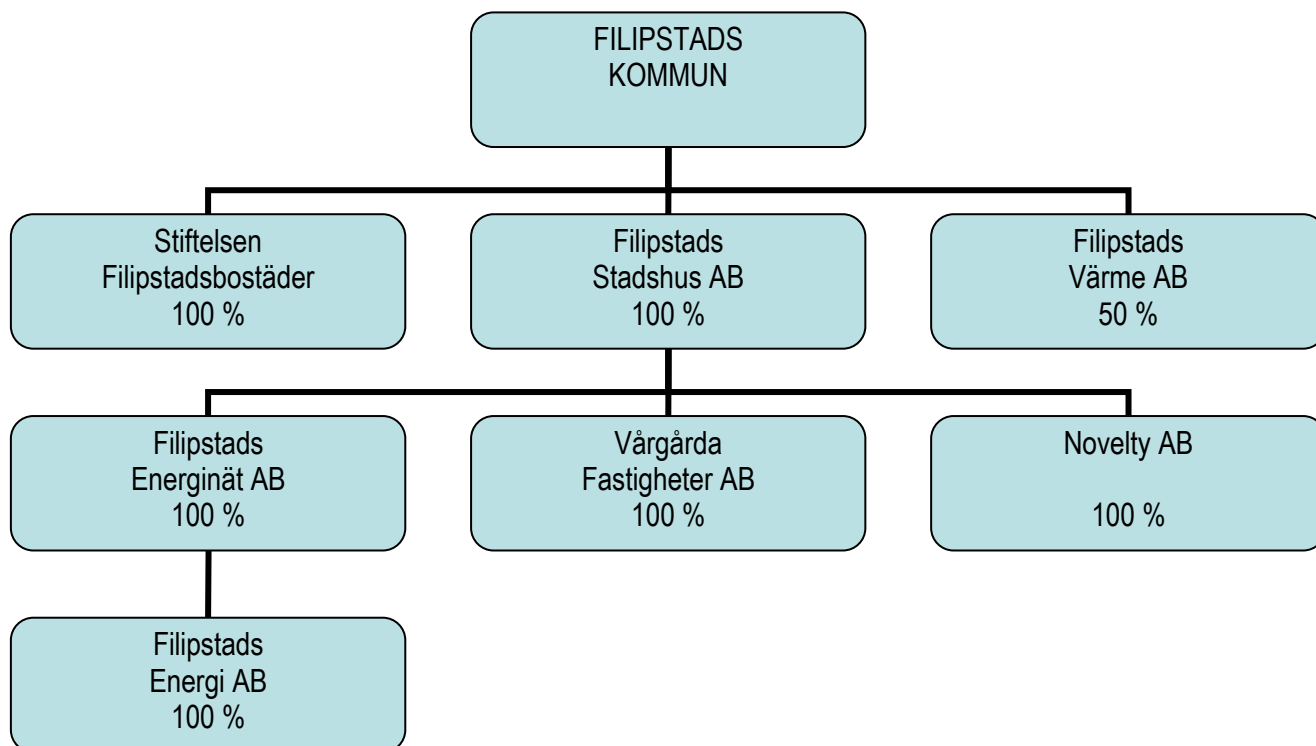 FILIPSTADS
KOMMUN
Stiftelsen
Filipstadsbostäder
100 %
Filipstads
Stadshus AB
100 %
Filipstads
Värme AB
50 %
Filipstads
Energinät AB
100 %
Vårgårda
Fastigheter AB
100 %
Novelty AB
100 %
Filipstads
Energi AB
100 %